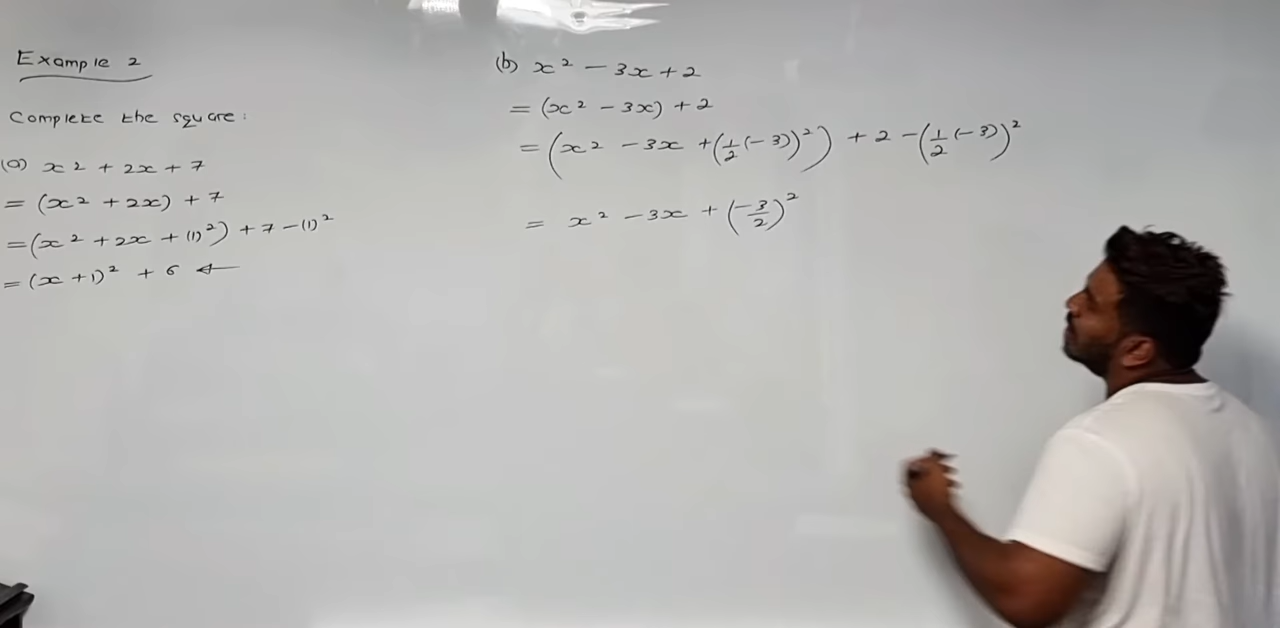 Example 2
Complete the square:
(a) x² + 2x + 7
= (x² + 2x) + 7
= (x² + 2x + (1)²) + 7 - (1)²
= (x + 1)² + 6 ←
(b) x² - 3x + 2
= (x² - 3x) + 2
= (x² - 3x + (1/2(-3))²) + 2 - (1/2(-3))²
= x² - 3x + (-3/2)²